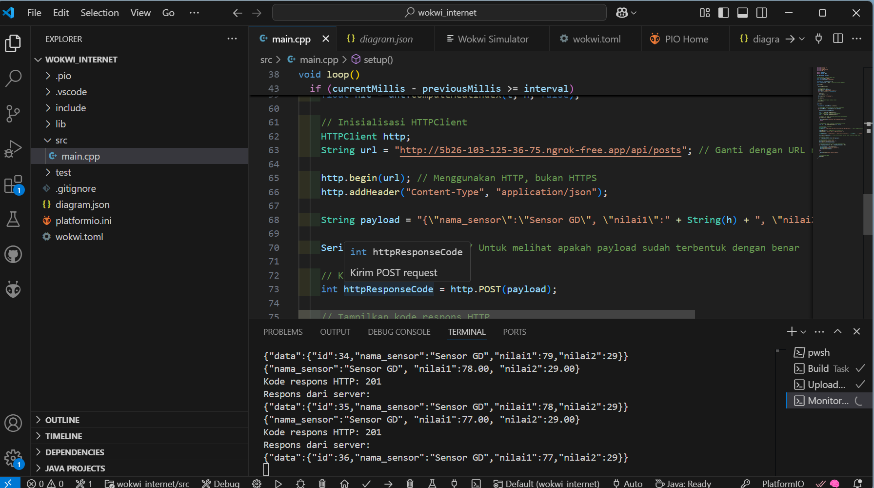 File Edit Selection View Go ··· wokwi_internet
EXPLORER ···
WOKWI_INTERNET
.pio
.vscode
include
lib
src
main.cpp
test
.gitignore
diagram.json
platformio.ini
wokwi.toml
OUTLINE
TIMELINE
DEPENDENCIES
JAVA PROJECTS
main.cpp diagram.json Wokwi Simulator wokwi.toml PIO Home diagra
src > main.cpp > setup()
38 void loop()
43 if (currentMillis - previousMillis >= interval)
60
61 // Inisialisasi HTTPClient
62 HTTPClient http;
63 String url = "http://5b26-103-125-36-75.ngrok-free.app/api/posts"; // Ganti dengan URL
64
65 http.begin(url); // Menggunakan HTTP, bukan HTTPS
66 http.addHeader("Content-Type", "application/json");
67
68 String payload = "{\"nama_sensor\":\"Sensor GD\", \"nilai1\":" + String(h) + ", \"nilai
69
70 Seri Untuk melihat apakah payload sudah terbentuk dengan benar
int httpResponseCode
Kirim POST request
71
72 // K
73 int httpResponseCode = http.POST(payload);
74
75 // Tampilkan kode respons HTTP
PROBLEMS OUTPUT DEBUG CONSOLE TERMINAL PORTS
{"data":{"id":34,"nama_sensor":"Sensor GD","nilai1":79,"nilai2":29}}
{"nama_sensor":"Sensor GD", "nilai1":78.00, "nilai2":29.00}
Kode respons HTTP: 201
Respons dari server:
{"data":{"id":35,"nama_sensor":"Sensor GD","nilai1":78,"nilai2":29}}
{"nama_sensor":"Sensor GD", "nilai1":77.00, "nilai2":29.00}
Kode respons HTTP: 201
Respons dari server:
{"data":{"id":36,"nama_sensor":"Sensor GD","nilai1":77,"nilai2":29}}
pwsh
Build Task
Upload...
Monitor...
1
1
0 0 1 wokwi_internet/src Debug Default (wokwi_internet) Auto Java: Ready PlatformIO